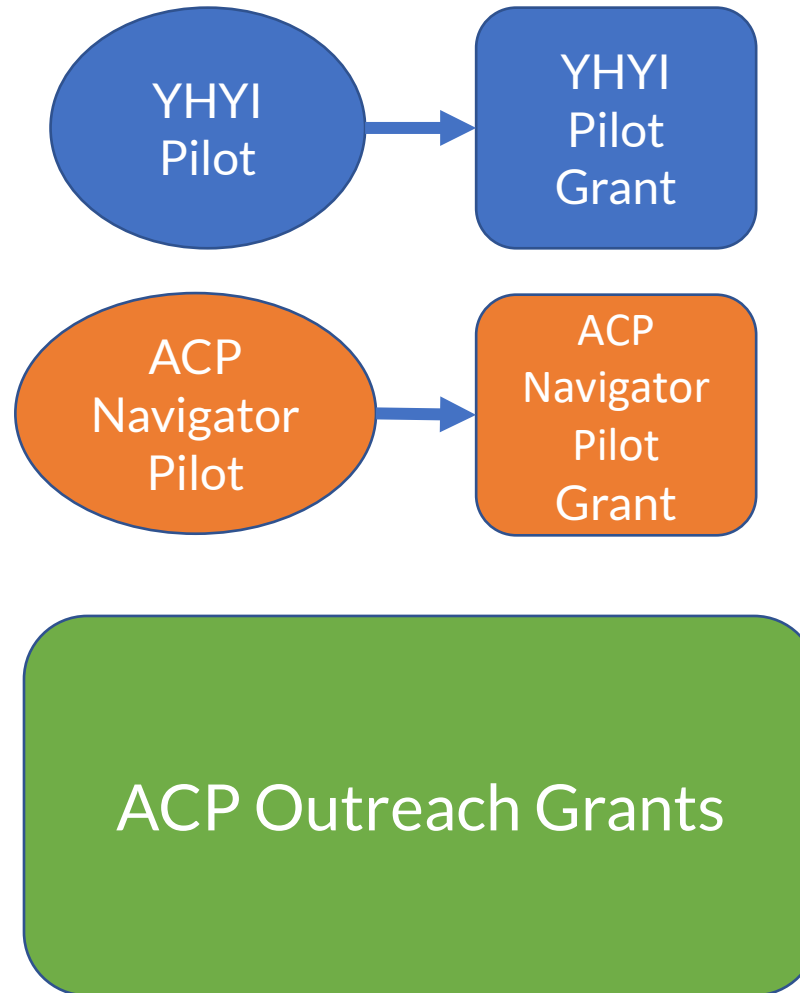 YHYI
Pilot
YHYI
Pilot
Grant
ACP
Navigator
Pilot
ACP
Navigator
Pilot
Grant
ACP Outreach Grants